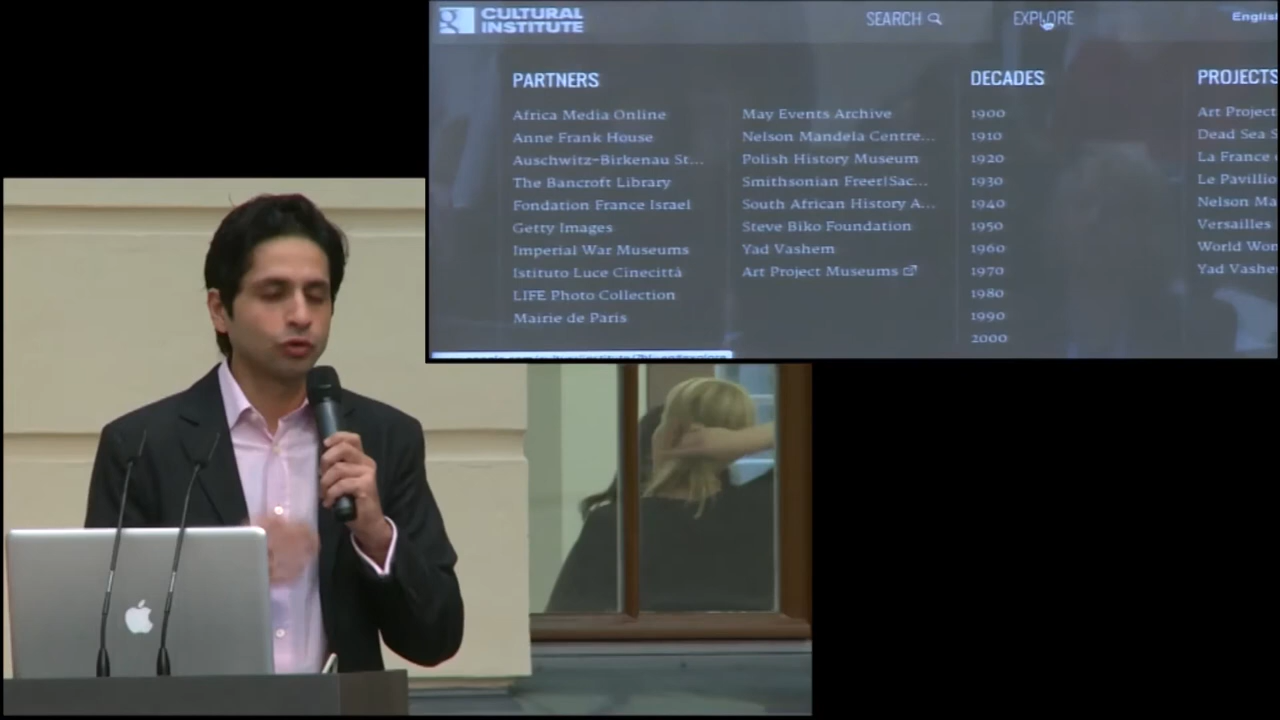 CULTURAL
INSTITUTE
SEARCH
EXPLORE
Englis
PARTNERS
Africa Media Online
Anne Frank House
Auschwitz-Birkenau St...
The Bancroft Library
Fondation France Israel
Getty Images
Imperial War Museums
Istituto Luce Cinecittà
LIFE Photo Collection
Mairie de Paris
May Events Archive
Nelson Mandela Centre...
Polish History Museum
Smithsonian Freer|Sac...
South African History A...
Steve Biko Foundation
Yad Vashem
Art Project Museums
DECADES
1900
1910
1920
1930
1940
1950
1960
1970
1980
1990
2000
PROJECTS
Art Project
Dead Sea S
La France
Le Pavillio
Nelson Ma
Versailles
World Wor
Yad Vashe